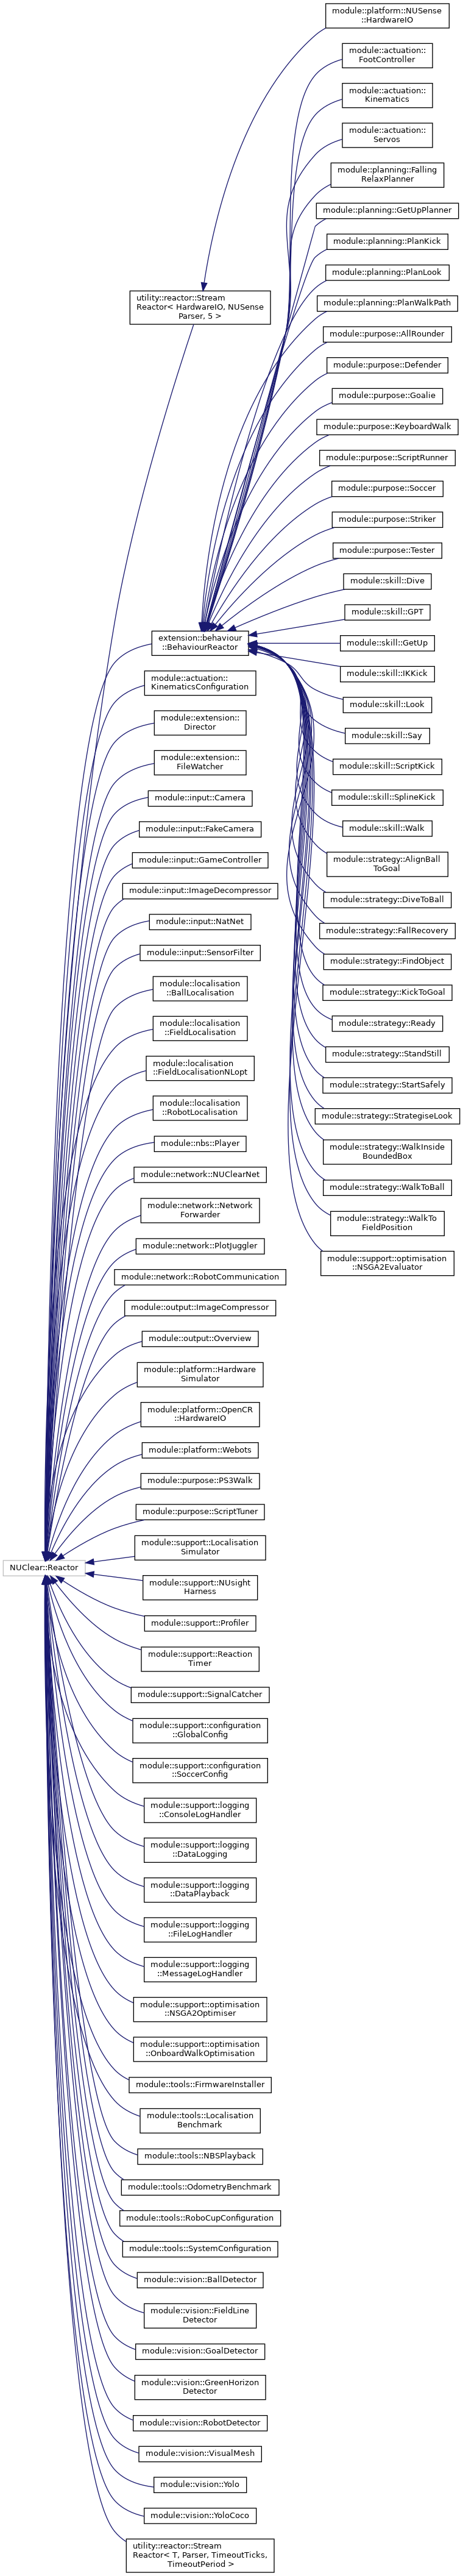 module::platform::NUSense
::HardwareIO
module::actuation::
FootController
module::actuation::
Kinematics
module::actuation::
Servos
module::planning::Falling
RelaxPlanner
module::planning::GetUpPlanner
module::planning::PlanKick
module::planning::PlanLook
module::planning::PlanWalkPath
module::purpose::AllRounder
module::purpose::Defender
module::purpose::Goalie
module::purpose::KeyboardWalk
module::purpose::ScriptRunner
module::purpose::Soccer
module::purpose::Striker
module::purpose::Tester
module::skill::Dive
module::skill::GPT
module::skill::GetUp
module::skill::IKKick
module::skill::Look
module::skill::Say
module::skill::ScriptKick
module::skill::SplineKick
module::skill::Walk
module::strategy::AlignBall
ToGoal
module::strategy::DiveToBall
module::strategy::FallRecovery
module::strategy::FindObject
module::strategy::KickToGoal
module::strategy::Ready
module::strategy::StandStill
module::strategy::StartSafely
module::strategy::StrategiseLook
module::strategy::WalkInside
BoundedBox
module::strategy::WalkToBall
module::strategy::WalkTo
FieldPosition
module::support::optimisation
::NSGA2Evaluator
utility::reactor::Stream
Reactor< HardwareIO, NUSense
Parser, 5 >
extension::behaviour
::BehaviourReactor
module::actuation::
KinematicsConfiguration
module::extension::
Director
module::extension::
FileWatcher
module::input::Camera
module::input::FakeCamera
module::input::GameController
module::input::ImageDecompressor
module::input::NatNet
module::input::SensorFilter
module::localisation
::BallLocalisation
module::localisation
::FieldLocalisation
module::localisation
::FieldLocalisationNLopt
module::localisation
::RobotLocalisation
module::nbs::Player
module::network::NUClearNet
module::network::Network
Forwarder
module::network::PlotJuggler
module::network::RobotCommunication
module::output::ImageCompressor
module::output::Overview
module::platform::Hardware
Simulator
module::platform::OpenCR
::HardwareIO
module::platform::Webots
module::purpose::PS3Walk
module::purpose::ScriptTuner
module::support::Localisation
Simulator
NUClear::Reactor
module::support::NUsight
Harness
module::support::Profiler
module::support::Reaction
Timer
module::support::SignalCatcher
module::support::configuration
::GlobalConfig
module::support::configuration
::SoccerConfig
module::support::logging
::ConsoleLogHandler
module::support::logging
::DataLogging
module::support::logging
::DataPlayback
module::support::logging
::FileLogHandler
module::support::logging
::MessageLogHandler
module::support::optimisation
::NSGA2Optimiser
module::support::optimisation
::OnboardWalkOptimisation
module::tools::FirmwareInstaller
module::tools::Localisation
Benchmark
module::tools::NBSPlayback
module::tools::OdometryBenchmark
module::tools::RoboCupConfiguration
module::tools::SystemConfiguration
module::vision::BallDetector
module::vision::FieldLine
Detector
module::vision::GoalDetector
module::vision::GreenHorizon
Detector
module::vision::RobotDetector
module::vision::VisualMesh
module::vision::Yolo
module::vision::YoloCoco
utility::reactor::Stream
Reactor< T, Parser, TimeoutTicks,
TimeoutPeriod >